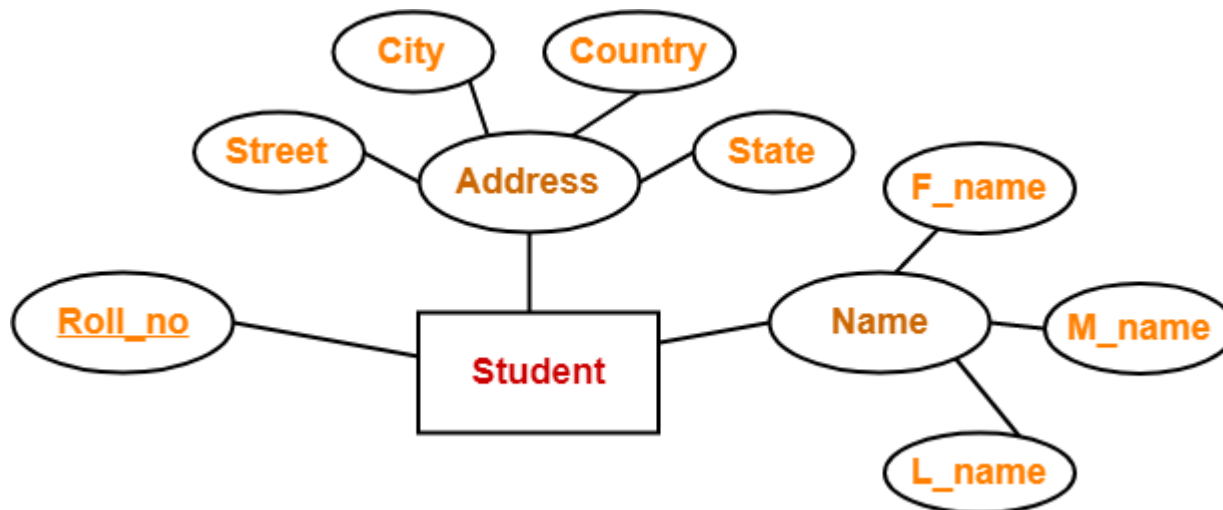 City
Country
Street
Address
State
F_name
Roll_no
Student
Name
M_name
L_name